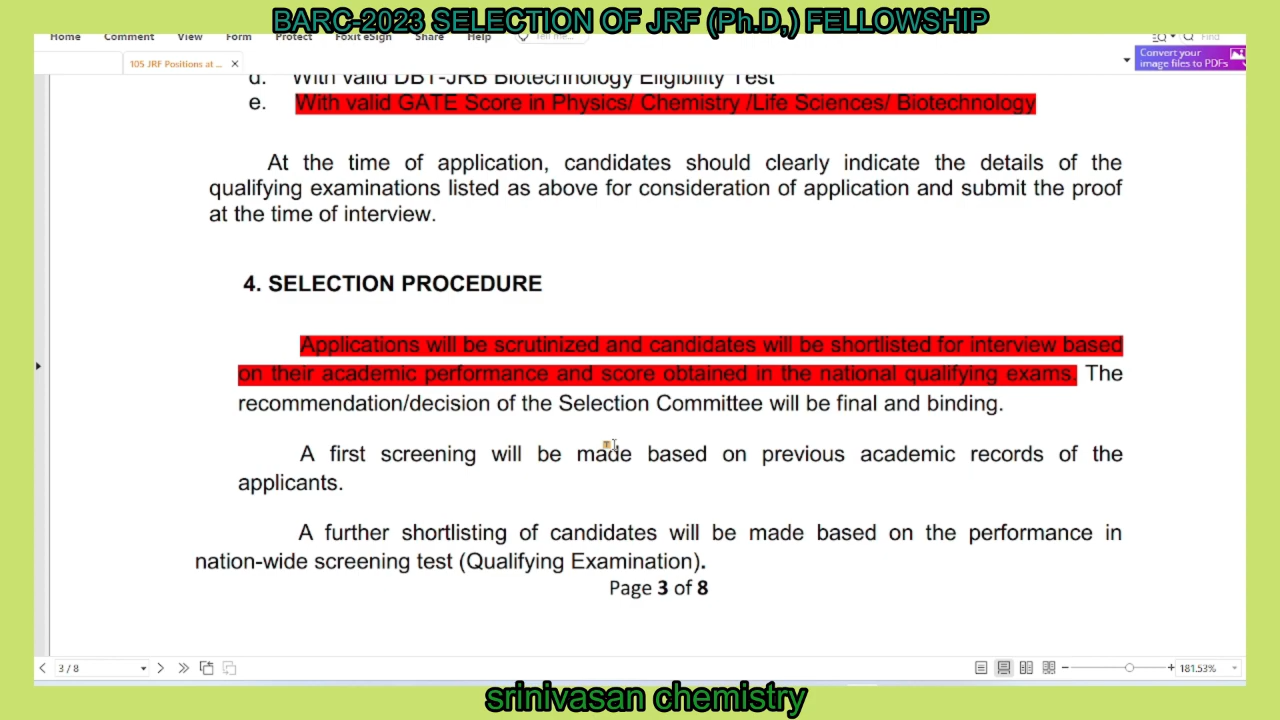 BARC-2023 SELECTION OF JRF (Ph.D,) FELLOWSHIP
Home Comment View Form Protect Foxit eSign Share Help Tell me... Find
105 JRF Positions at ...
Convert your
image files to PDFs
d. With valid DBT-JRB Biotechnology Eligibility Test
e. With valid GATE Score in Physics/ Chemistry /Life Sciences/ Biotechnology
At the time of application, candidates should clearly indicate the details of the
qualifying examinations listed as above for consideration of application and submit the proof
at the time of interview.
4. SELECTION PROCEDURE
Applications will be scrutinized and candidates will be shortlisted for interview based
on their academic performance and score obtained in the national qualifying exams. The
recommendation/decision of the Selection Committee will be final and binding.
A first screening will be made based on previous academic records of the
applicants.
A further shortlisting of candidates will be made based on the performance in
nation-wide screening test (Qualifying Examination).
Page 3 of 8
3 / 8
181.53%
srinivasan chemistry